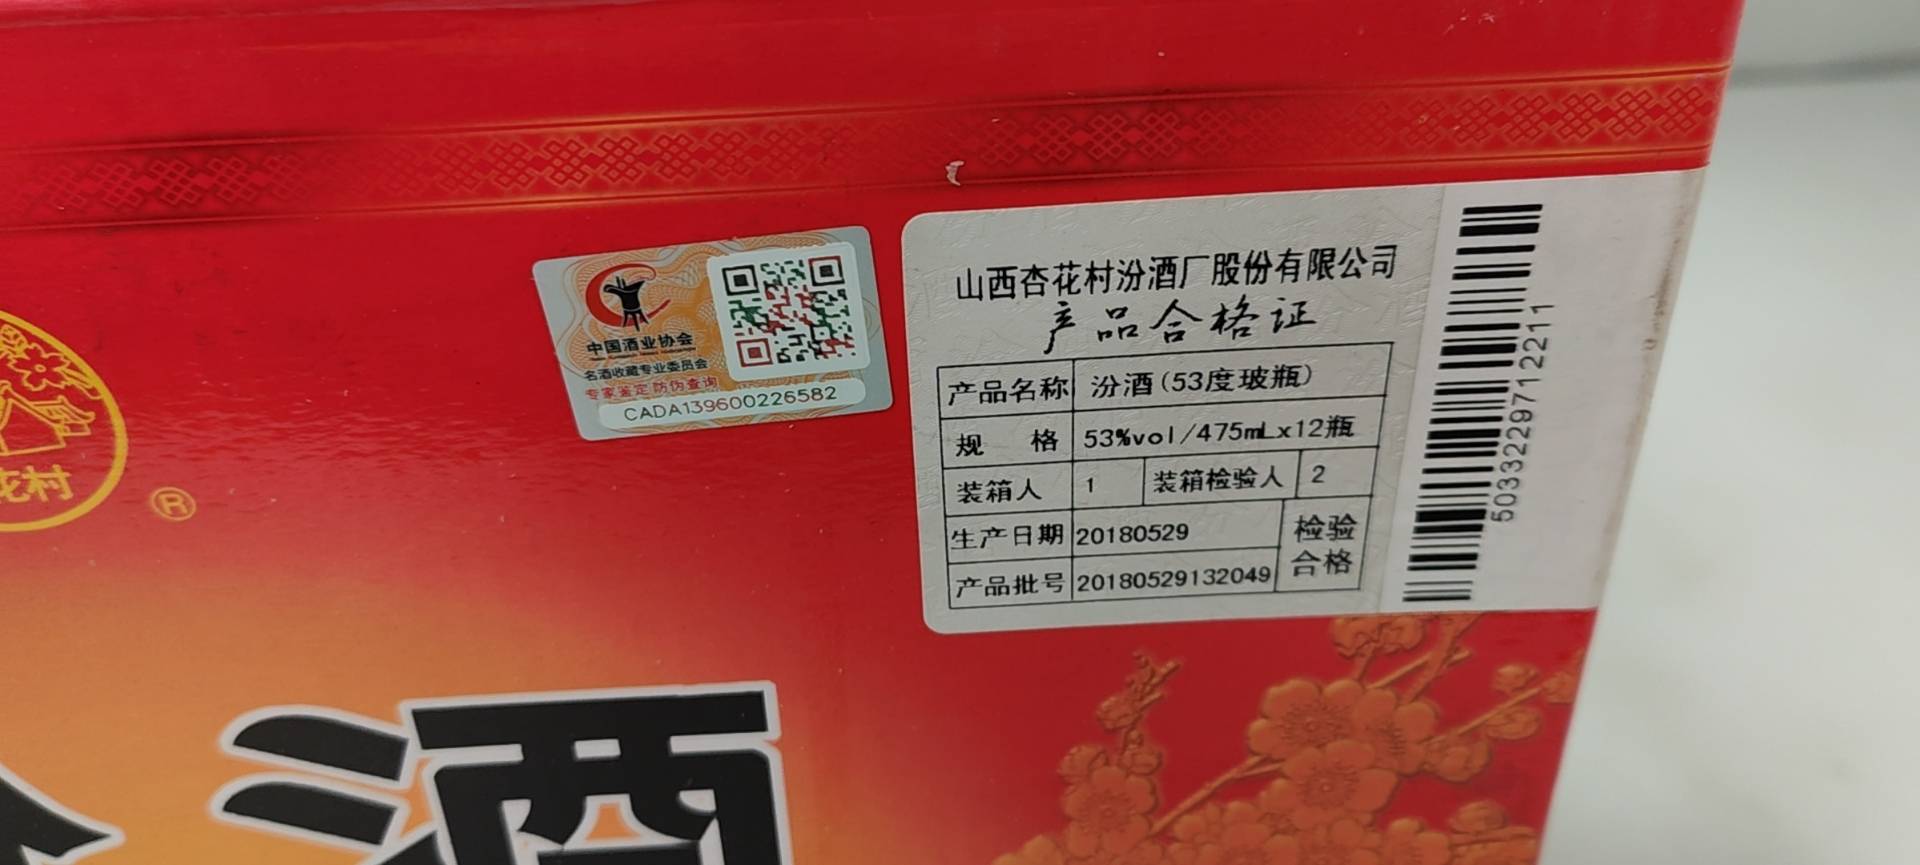 花村
®
中国酒业协会
名酒收藏专业委员会
专家鉴定 防伪查询
CADA139600226582
山西杏花村汾酒厂股份有限公司
产品合格证
产品名称 汾酒(53度玻瓶)
规 格 53%vol/475mLx12瓶
装箱人 1 装箱检验人 2
生产日期 20180529 检验
产品批号 20180529132049 合格
5033229712211
酒